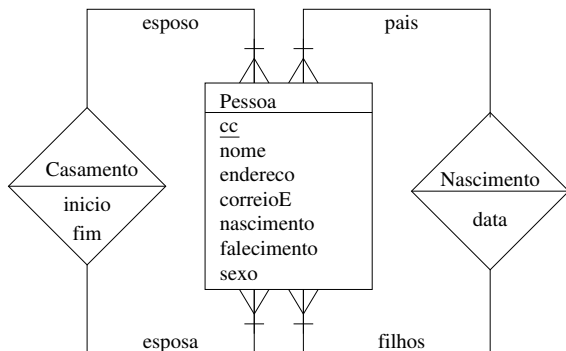 esposo
pais
Pessoa
cc
nome
endereco
correioE
nascimento
falecimento
sexo
Casamento
inicio
fim
Nascimento
data
esposa
filhos